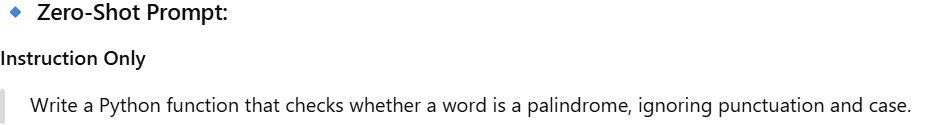 🔹 Zero-Shot Prompt:
Instruction Only
Write a Python function that checks whether a word is a palindrome, ignoring punctuation and case.